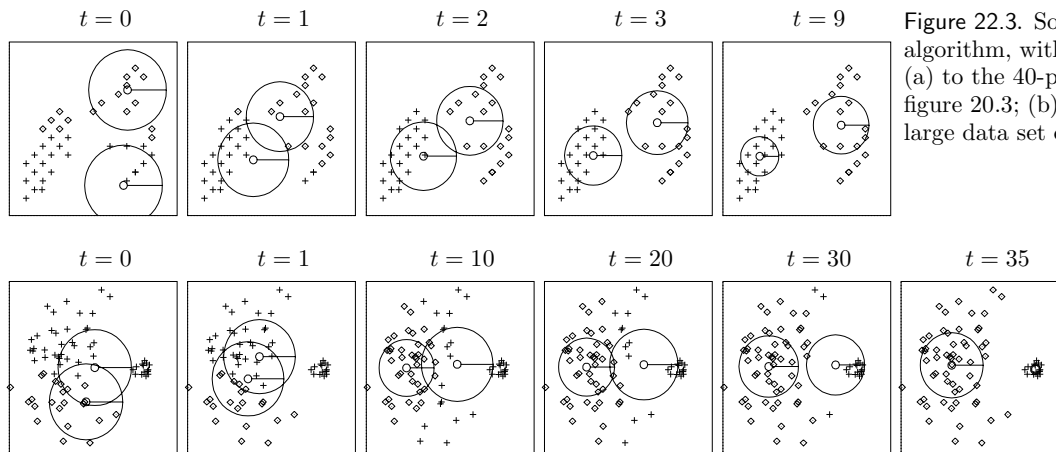 t = 0 t = 1 t = 2 t = 3 t = 9
Figure 22.3. So
algorithm, with
(a) to the 40-p
figure 20.3; (b)
large data set
t = 0 t = 1 t = 10 t = 20 t = 30 t = 35